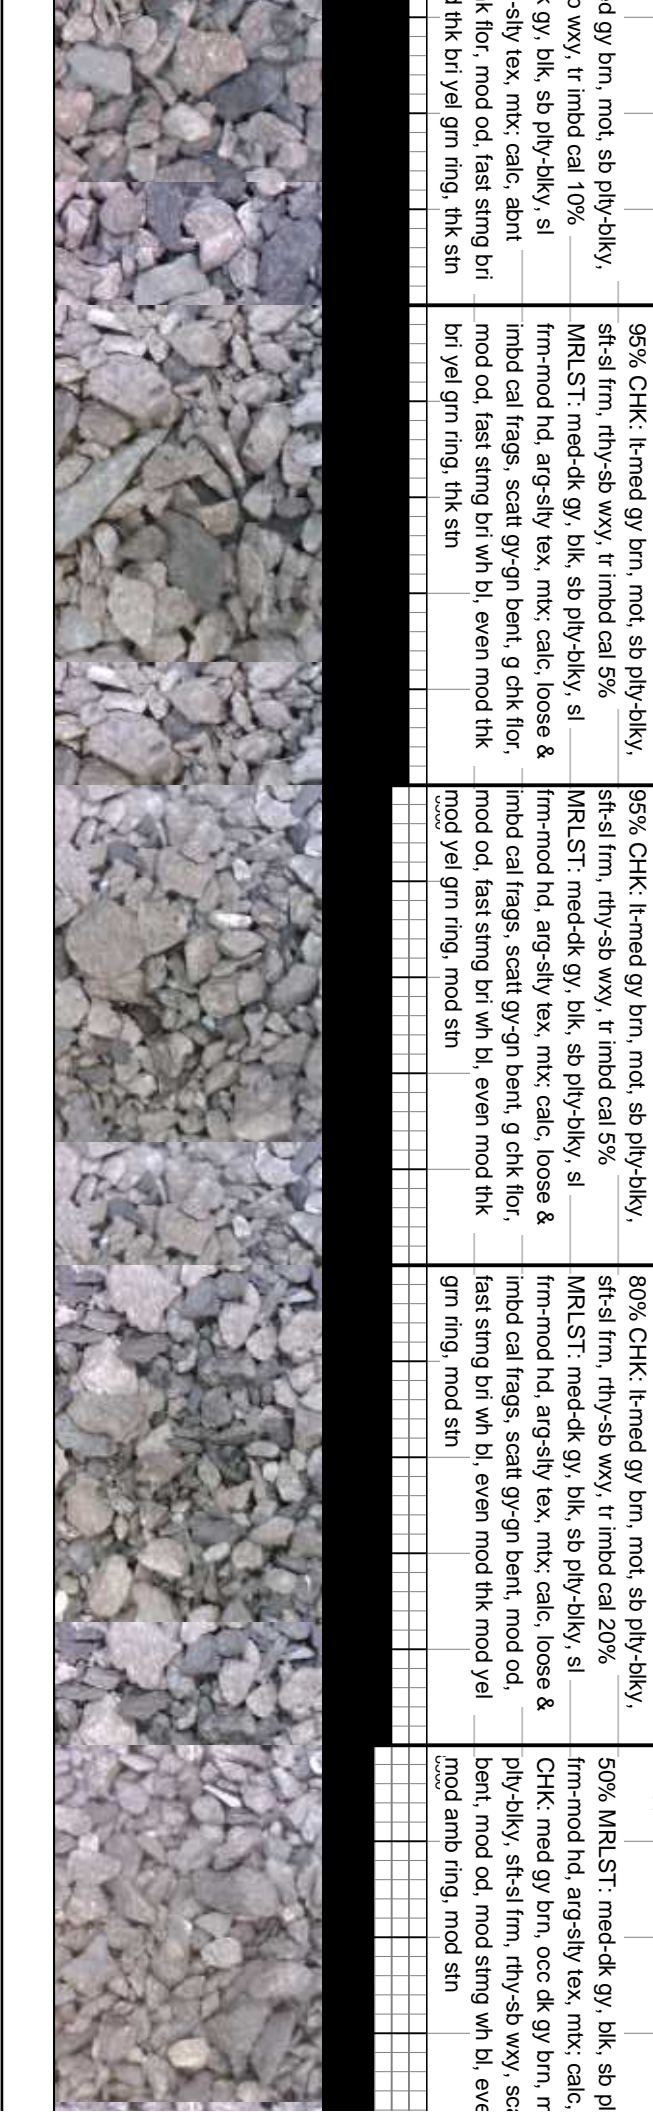 ed gy brn, mot, sb plty-blky,
o wxy, tr imbd cal 10%
k gy, blk, sb plty-blky, sl
-slty tex, mtx; calc, abnt
hk flor, mod od, fast stmg bri
d thk bri yel grn ring, thk stn
95% CHK: lt-med gy brn, mot, sb plty-blky,
sft-sl frm, rthy-sb wxy, tr imbd cal 5%
MRLST: med-dk gy, blk, sb plty-blky, sl
frm-mod hd, arg-slty tex, mtx; calc, loose &
imbd cal frags, scatt gy-gn bent, g chk flor,
mod od, fast stmg bri wh bl, even mod thk
bri yel grn ring, thk stn
95% CHK: lt-med gy brn, mot, sb plty-blky,
sft-sl frm, rthy-sb wxy, tr imbd cal 5%
MRLST: med-dk gy, blk, sb plty-blky, sl
frm-mod hd, arg-slty tex, mtx; calc, loose &
imbd cal frags, scatt gy-gn bent, g chk flor,
mod od, fast stmg bri wh bl, even mod thk
mod yel grn ring, mod stn
80% CHK: lt-med gy brn, mot, sb plty-blky,
sft-sl frm, rthy-sb wxy, tr imbd cal 20%
MRLST: med-dk gy, blk, sb plty-blky, sl
frm-mod hd, arg-slty tex, mtx; calc, loose &
imbd cal frags, scatt gy-gn bent, mod od,
fast stmg bri wh bl, even mod thk mod yel
grn ring, mod stn
50% MRLST: med-dk gy, blk, sb pl
frm-mod hd, arg-slty tex, mtx; calc,
CHK: med gy brn, occ dk gy brn, m
plty-blky, sft-sl frm, rthy-sb wxy, sca
bent, mod od, mod stmg wh bl, eve
mod amb ring, mod stn